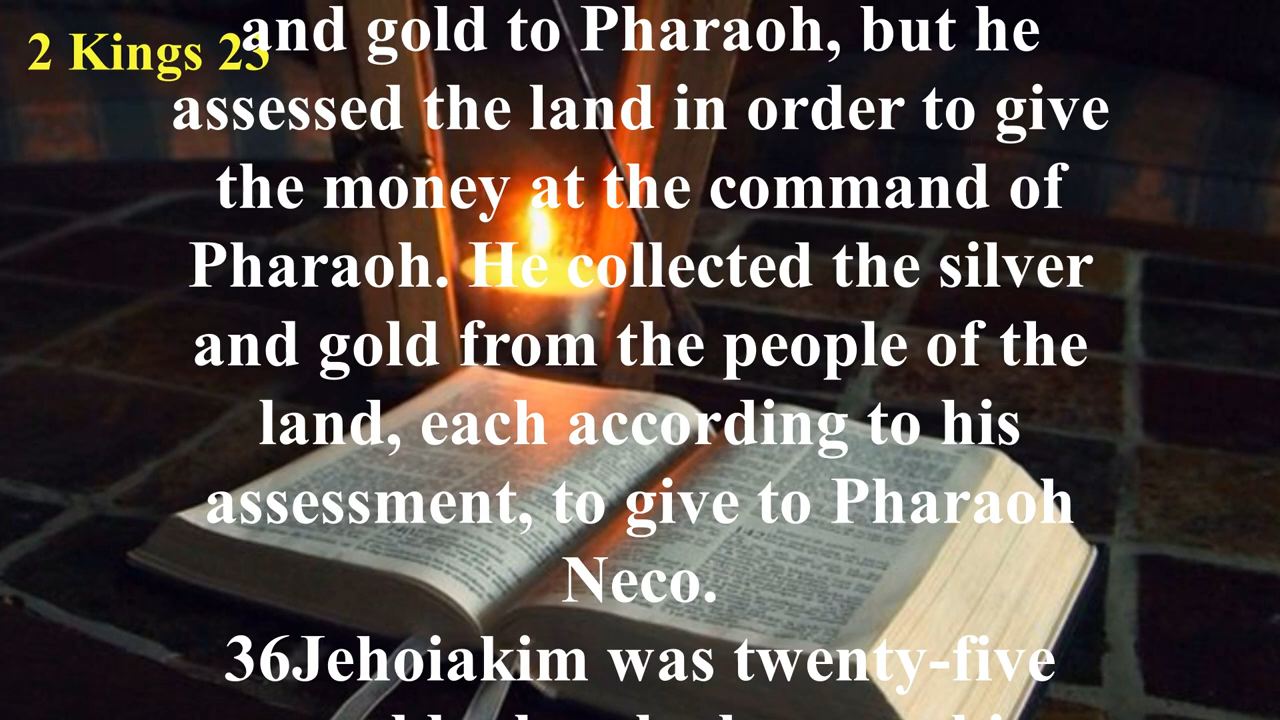 2 Kings 23
and gold to Pharaoh, but he
assessed the land in order to give
the money at the command of
Pharaoh. He collected the silver
and gold from the people of the
land, each according to his
assessment, to give to Pharaoh
Neco.
36Jehoiakim was twenty-five